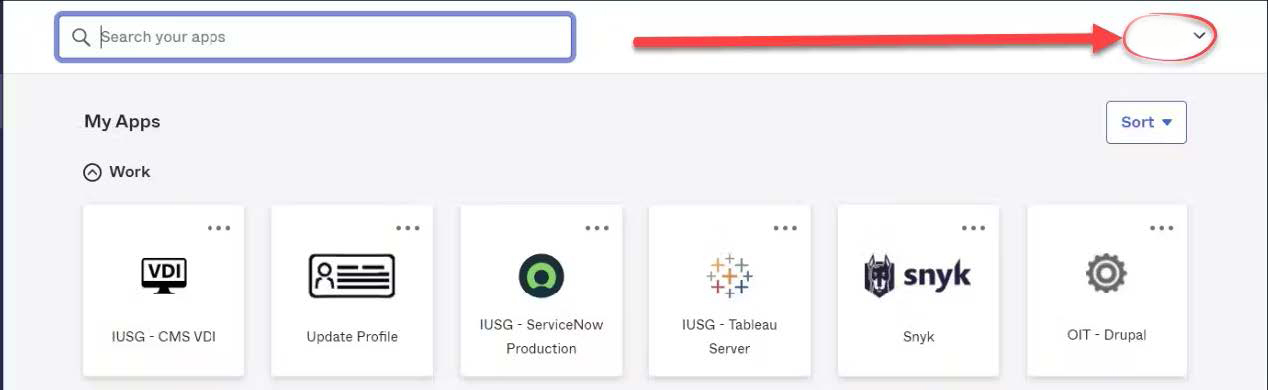 Search your apps
My Apps
Sort
Work
VDI
snyk
IUSG - CMS VDI
Update Profile
IUSG - ServiceNow
Production
IUSG - Tableau
Server
Snyk
OIT - Drupal